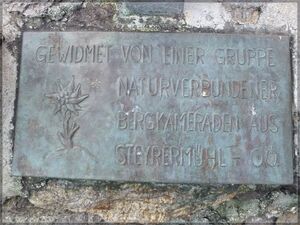 GEWIDMET VON EINER GRUPPE
NATURVERBUNDENER
BERGKAMERADEN AUS
STEYRERMÜHL - OÖ.